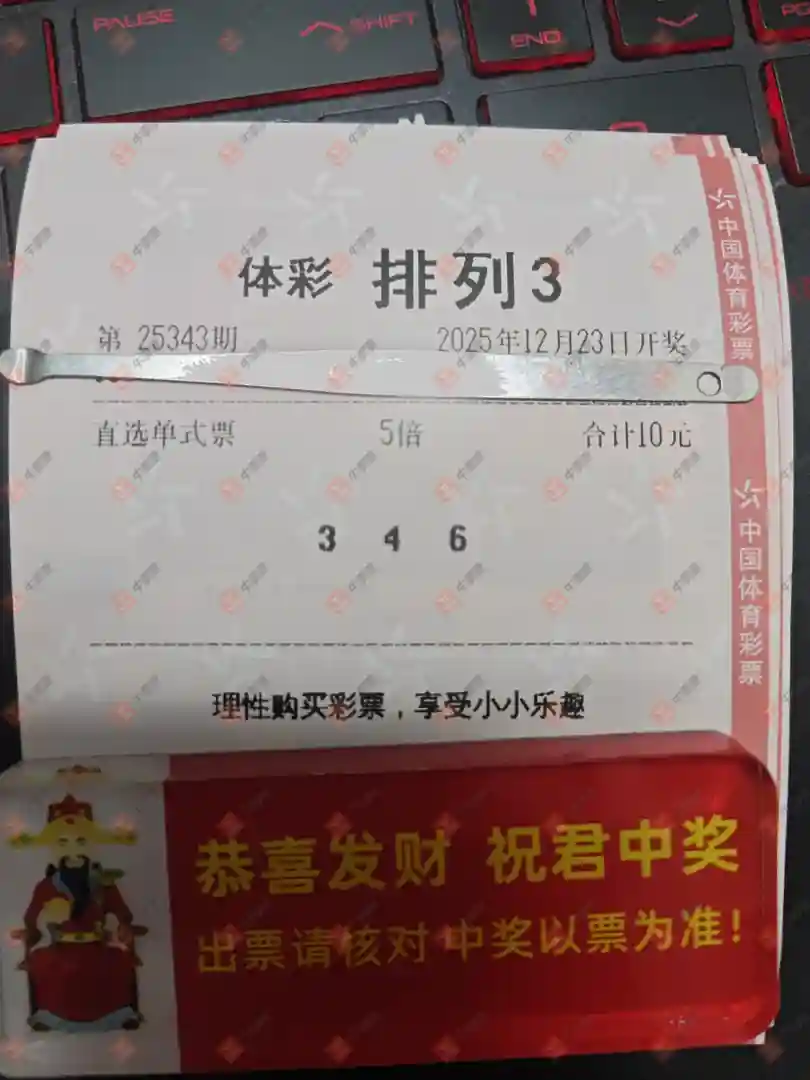 PAUSE
SHIFT
END
体彩 排列3
第 25343期 2025年12月23日开奖
直选单式票 5倍 合计10元
3 4 6
理性购买彩票，享受小小乐趣
中国体育彩票
中国体育彩票
恭喜发财 祝君中奖
出票请核对 中奖以票为准！